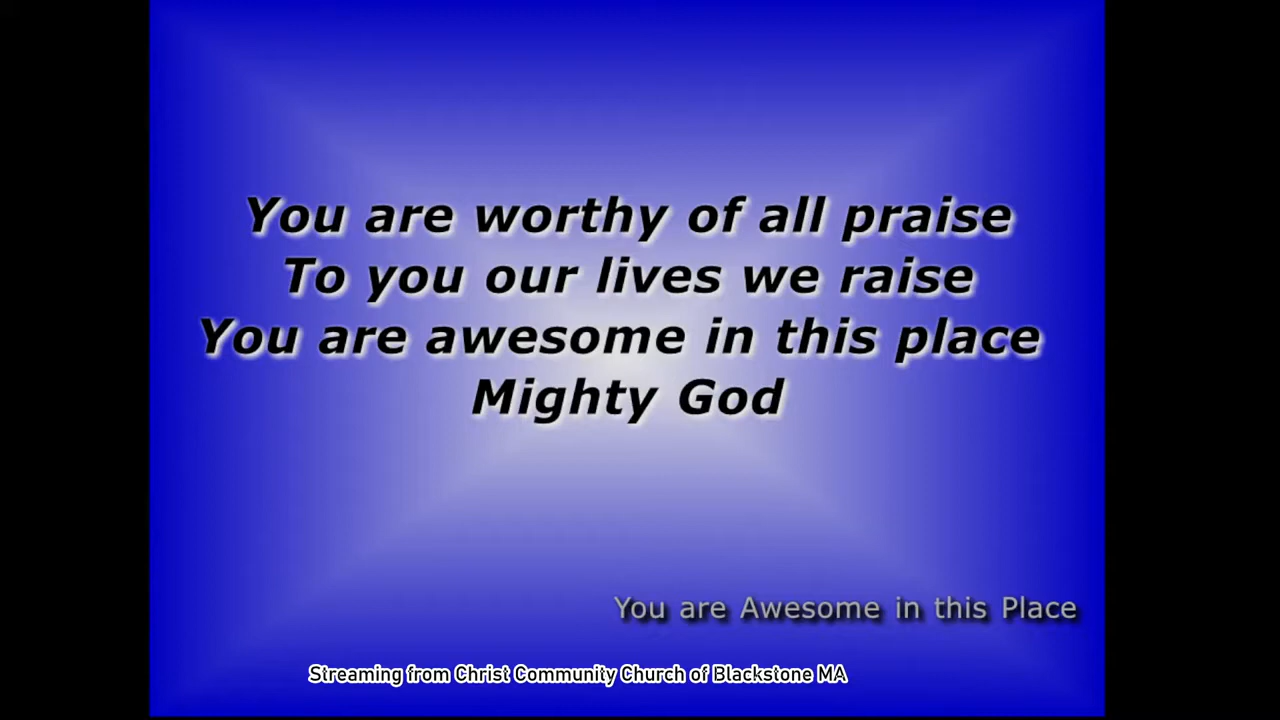 You are worthy of all praise
To you our lives we raise
You are awesome in this place
Mighty God
You are Awesome in this Place
Streaming from Christ Community Church of Blackstone MA